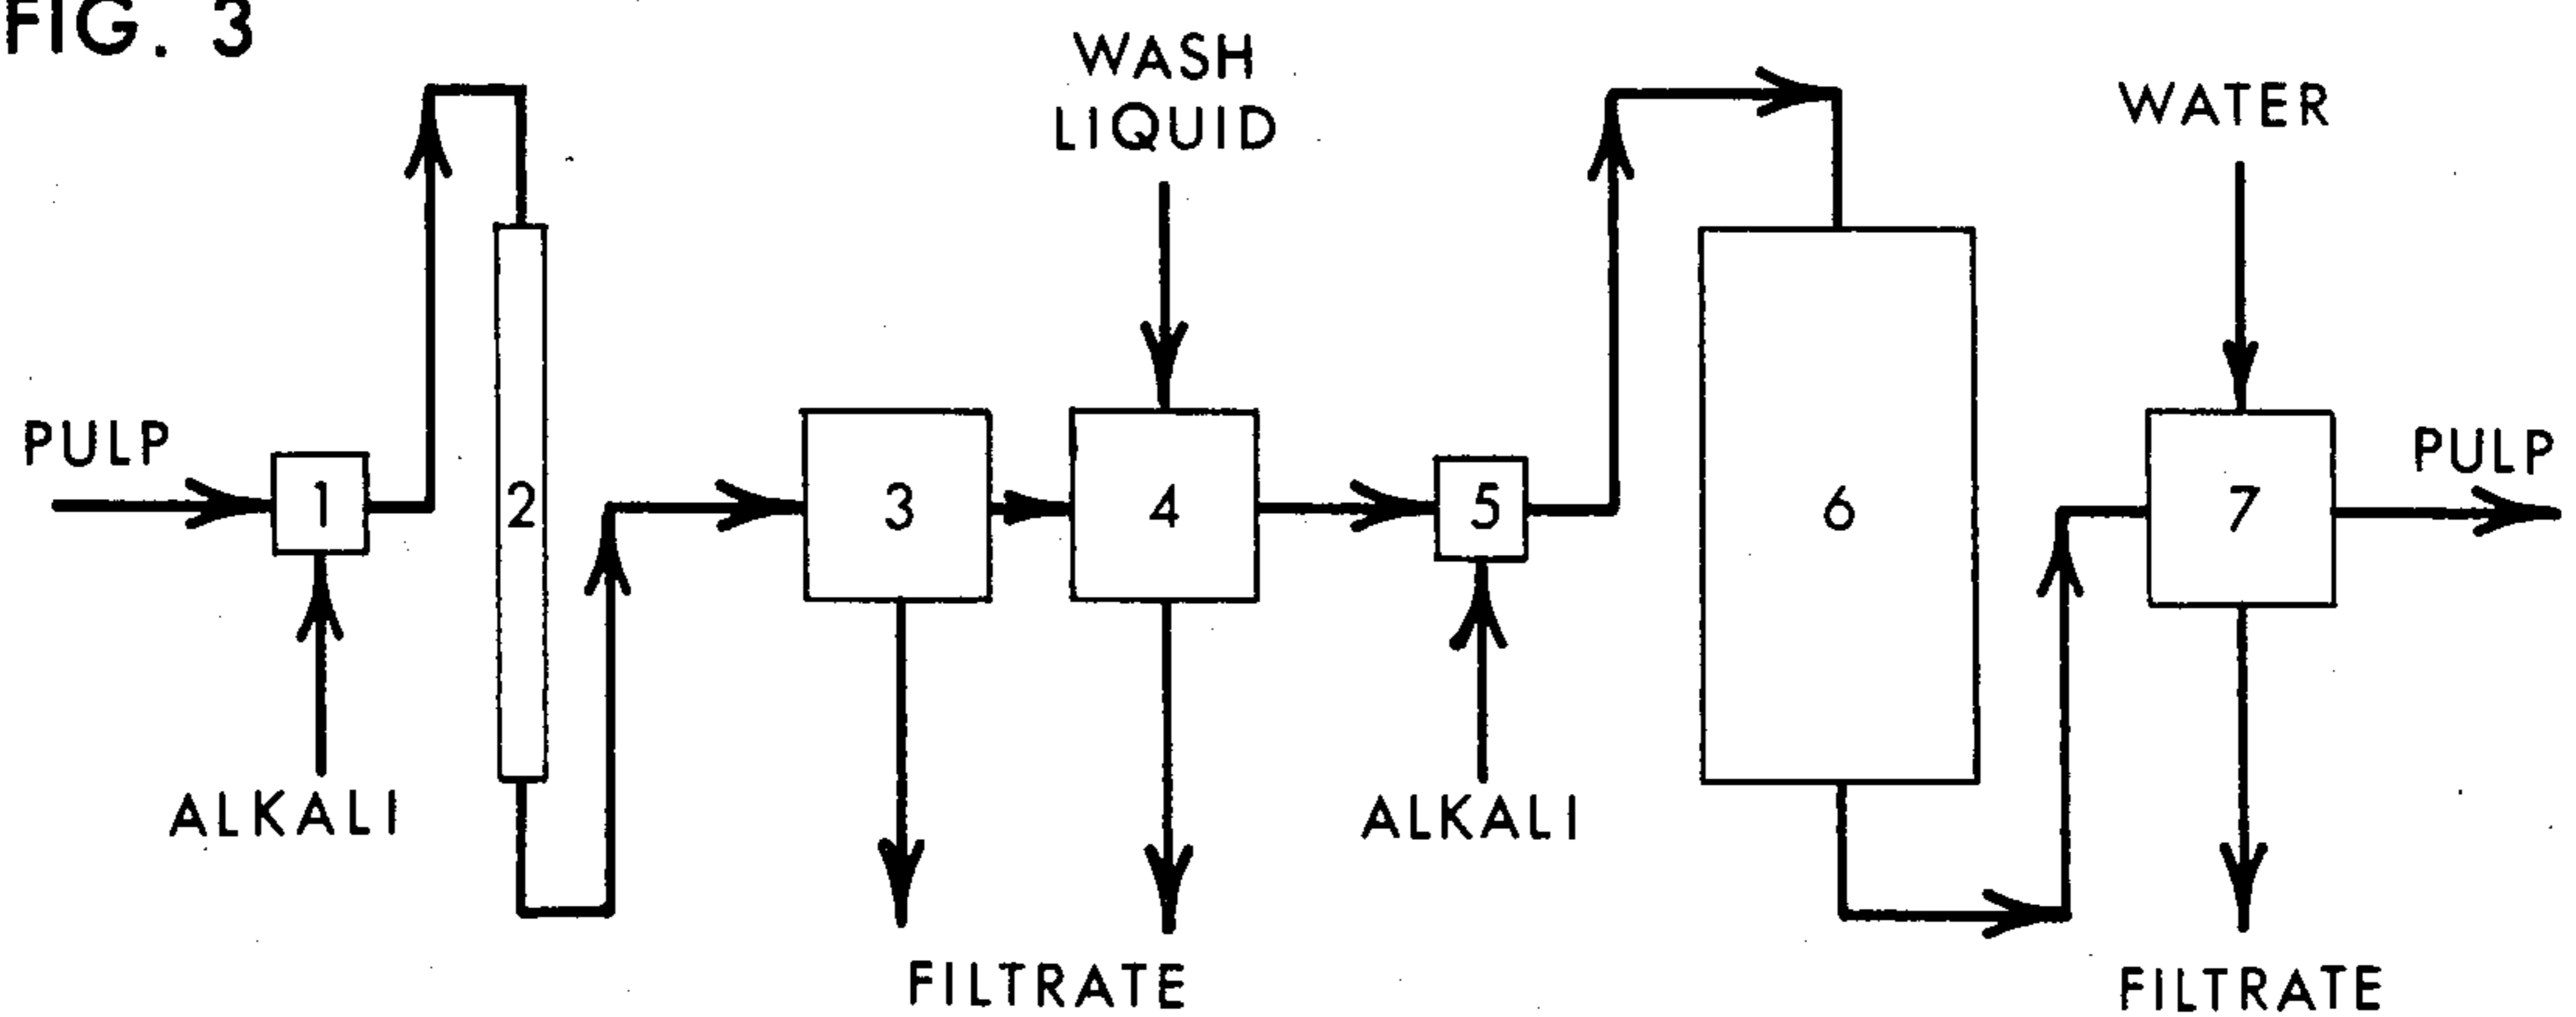 FIG. 3
WASH
LIQUID
WATER
PULP
1
2
3
4
5
6
7
PULP
ALKALI
ALKALI
FILTRATE
FILTRATE